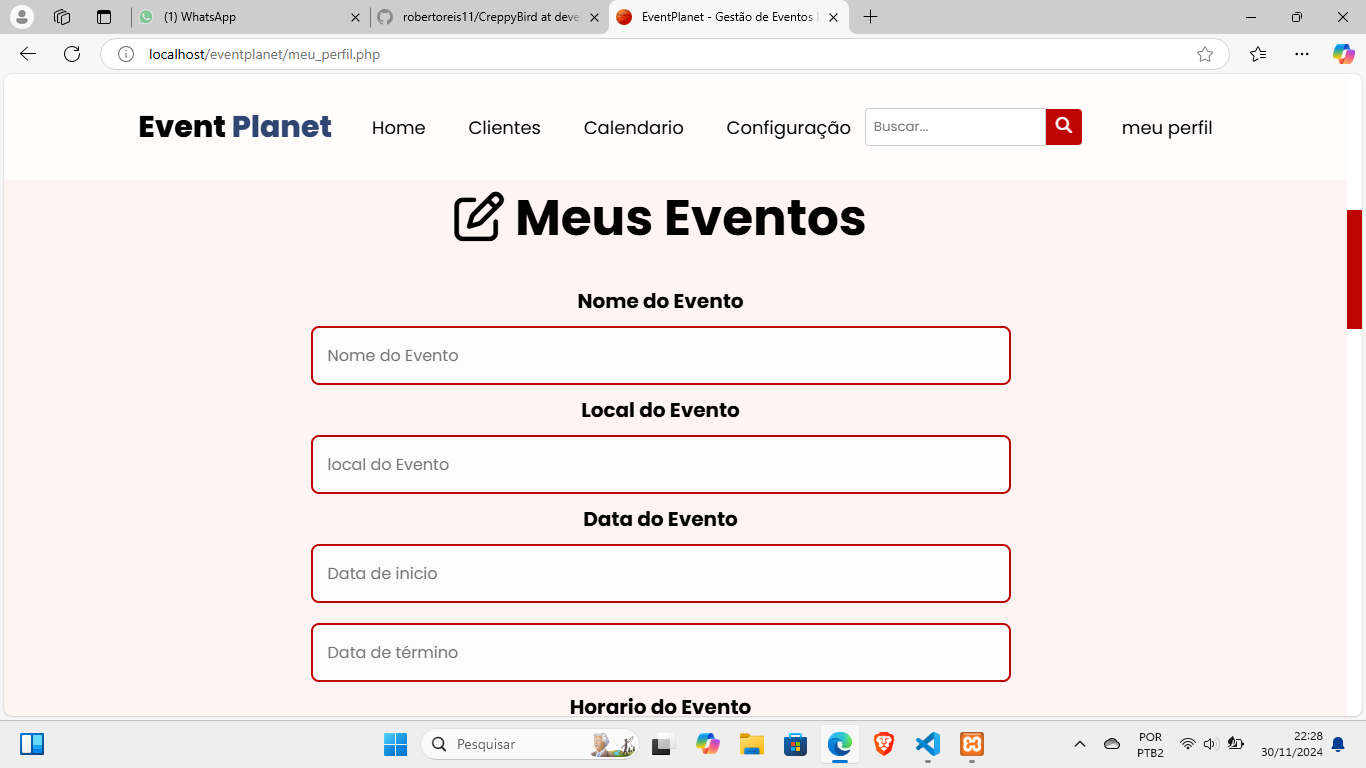 (1) WhatsApp
robertoreis11/CreppyBird at deve
EventPlanet - Gestão de Eventos
localhost/eventplanet/meu_perfil.php
Event Planet
Home
Clientes
Calendario
Configuração
Buscar...
meu perfil
Meus Eventos
Nome do Evento
Nome do Evento
Local do Evento
local do Evento
Data do Evento
Data de inicio
Data de término
Horario do Evento
Pesquisar
POR
PTB2
22:28
30/11/2024